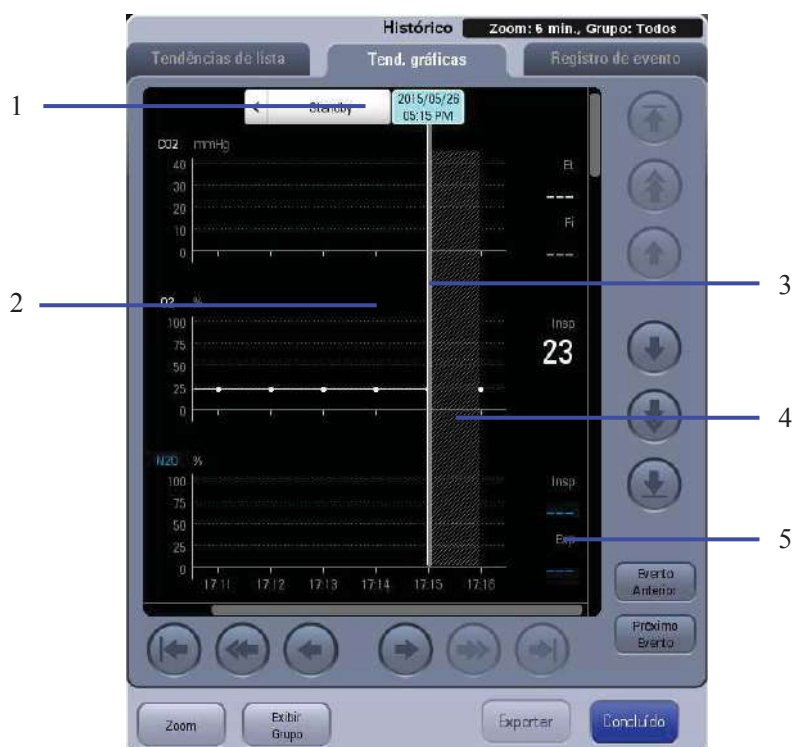 Histórico Zoom: 6 min., Grupo: Todos
Tendências de lista Tend. gráficas Registro de evento
1
Standby
2015/05/26
05:15 PM
CO2 mmHg
40
30
20
10
0
Et
---
Fi
---
3
2
O2 %
100
75
50
25
0
Insp
23
4
N2O %
100
75
50
25
0
Insp
---
Exp
---
5
17:11 17:12 17:13 17:14 17:15 17:16
Evento
Anterior
Próximo
Evento
Zoom
Exibir
Grupo
Exportar
Concluído